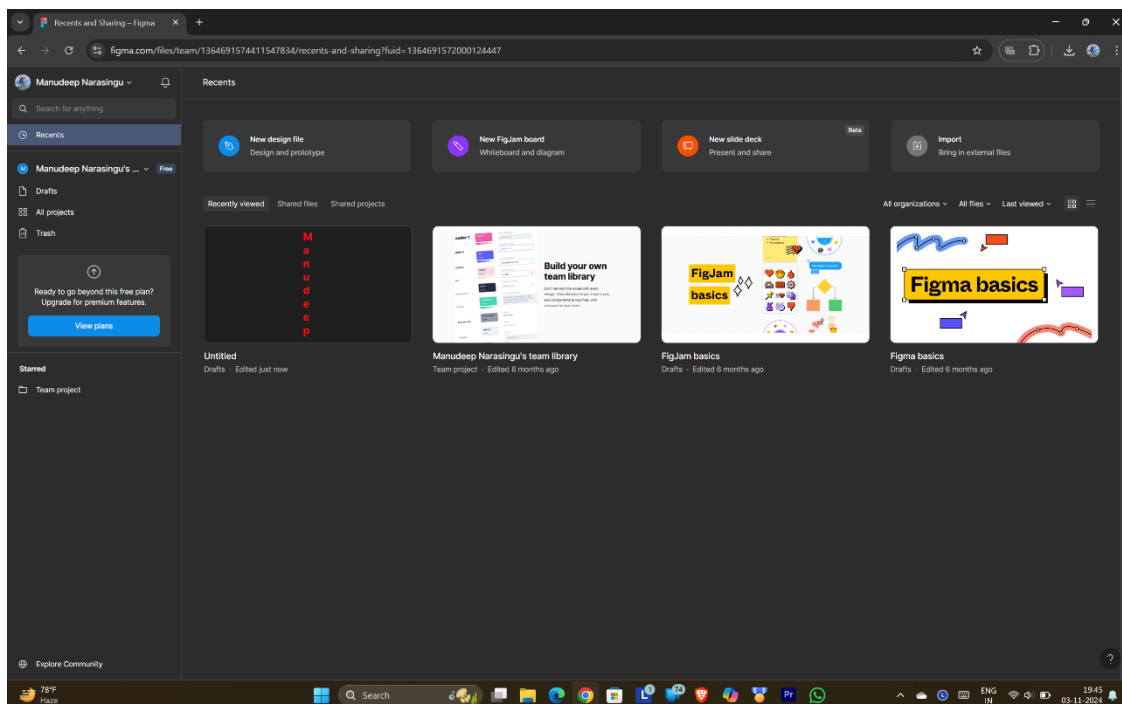 Recents and Sharing – Figma
figma.com/files/team/1364691574411547834/recents-and-sharing?fuid=1364691572000124447
Manudeep Narasingu
Search for anything
Recents
Manudeep Narasingu's ...
Free
Drafts
All projects
Trash
Ready to go beyond this free plan?
Upgrade for premium features.
View plans
Starred
Team project
Explore Community
Recents
New design file
Design and prototype
New FigJam board
Whiteboard and diagram
New slide deck
Present and share
Beta
Import
Bring in external files
Recently viewed
Shared files
Shared projects
All organizations
All files
Last viewed
M
a
n
u
d
e
e
p
Untitled
Drafts · Edited just now
Build your own
team library
Manudeep Narasingu's team library
Team project · Edited 6 months ago
FigJam
basics
FigJam basics
Drafts · Edited 6 months ago
Figma basics
Figma basics
Drafts · Edited 6 months ago
?
78°F
Haze
Search
74
Pr
ENG
IN
19:45
03-11-2024